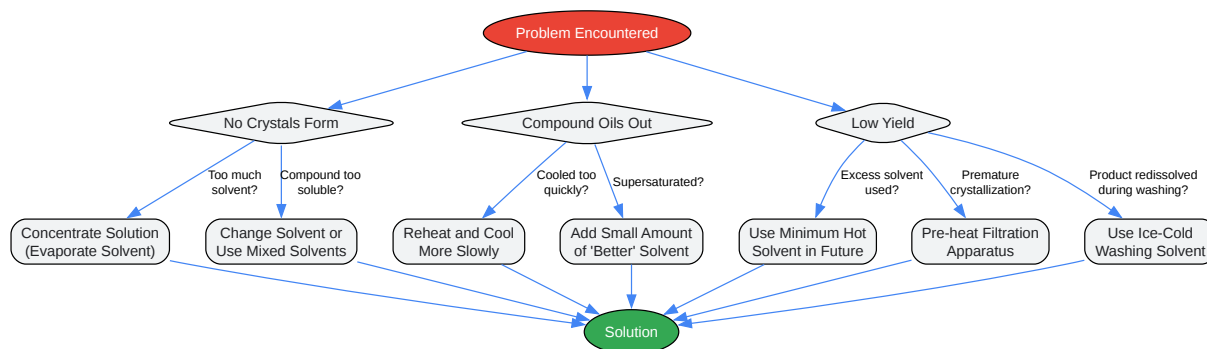 Problem Encountered
No Crystals Form
Compound Oils Out
Low Yield
Too much
solvent?
Compound too
soluble?
Cooled too
quickly?
Supersaturated?
Excess solvent
used?
Premature
crystallization?
Product redissolved
during washing?
Concentrate Solution
(Evaporate Solvent)
Change Solvent or
Use Mixed Solvents
Reheat and Cool
More Slowly
Add Small Amount
of 'Better' Solvent
Use Minimum Hot
Solvent in Future
Pre-heat Filtration
Apparatus
Use Ice-Cold
Washing Solvent
Solution